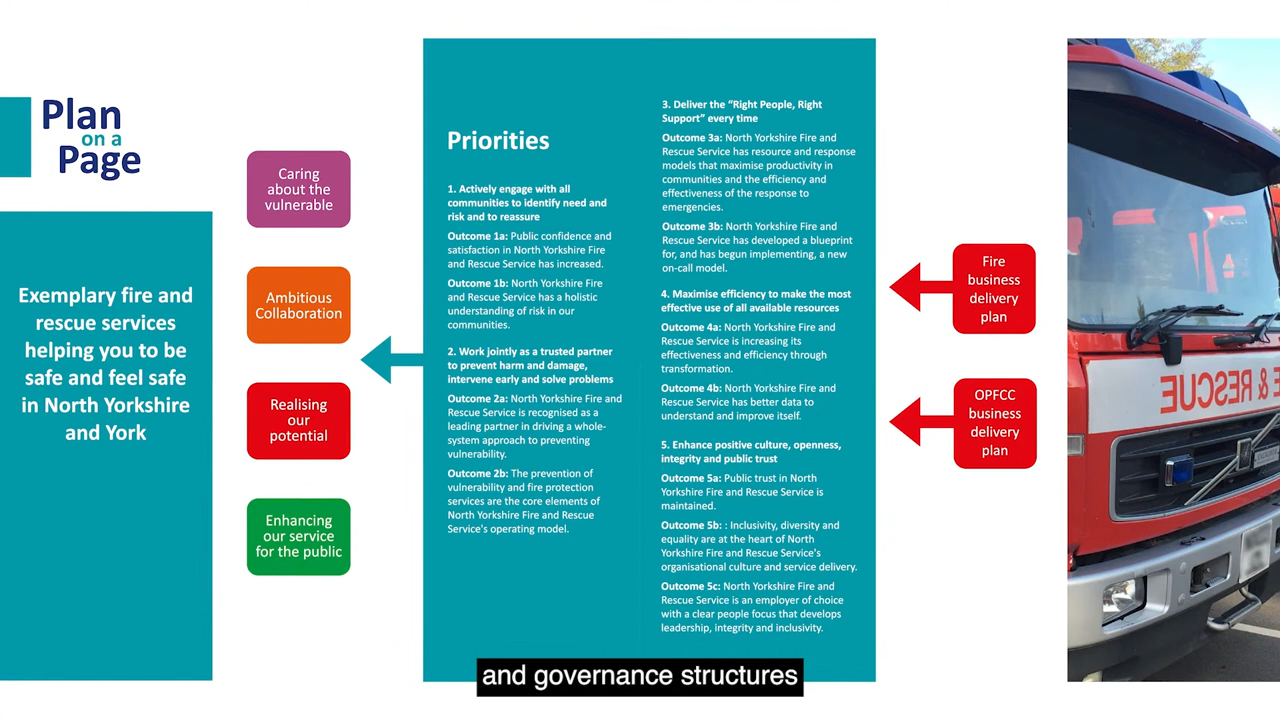 Plan
on a
Page
Exemplary fire and
rescue services
helping you to be
safe and feel safe
in North Yorkshire
and York
Caring
about the
vulnerable
Ambitious
Collaboration
Realising
our
potential
Enhancing
our service
for the public
Priorities
1. Actively engage with all
communities to identify need and
risk and to reassure
Outcome 1a: Public confidence and
satisfaction in North Yorkshire Fire
and Rescue Service has increased.
Outcome 1b: North Yorkshire Fire
and Rescue Service has a holistic
understanding of risk in our
communities.
2. Work jointly as a trusted partner
to prevent harm and damage,
intervene early and solve problems
Outcome 2a: North Yorkshire Fire and
Rescue Service is recognised as a
leading partner in driving a whole-
system approach to preventing
vulnerability.
Outcome 2b: The prevention of
vulnerability and fire protection
services are the core elements of
North Yorkshire Fire and Rescue
Service's operating model.
3. Deliver the “Right People, Right
Support” every time
Outcome 3a: North Yorkshire Fire and
Rescue Service has resource and response
models that maximise productivity in
communities and the efficiency and
effectiveness of the response to
emergencies.
Outcome 3b: North Yorkshire Fire and
Rescue Service has developed a blueprint
for, and has begun implementing, a new
on-call model.
4. Maximise efficiency to make the most
effective use of all available resources
Outcome 4a: North Yorkshire Fire and
Rescue Service is increasing its
effectiveness and efficiency through
transformation.
Outcome 4b: North Yorkshire Fire and
Rescue Service has better data to
understand and improve itself.
5. Enhance positive culture, openness,
integrity and public trust
Outcome 5a: Public trust in North
Yorkshire Fire and Rescue Service is
maintained.
Outcome 5b: : Inclusivity, diversity and
equality are at the heart of North
Yorkshire Fire and Rescue Service's
organisational culture and service delivery.
Outcome 5c: North Yorkshire Fire and
Rescue Service is an employer of choice
with a clear people focus that develops
leadership, integrity and inclusivity.
Fire
business
delivery
plan
OPFCC
business
delivery
plan
E & RESCUE
and governance structures